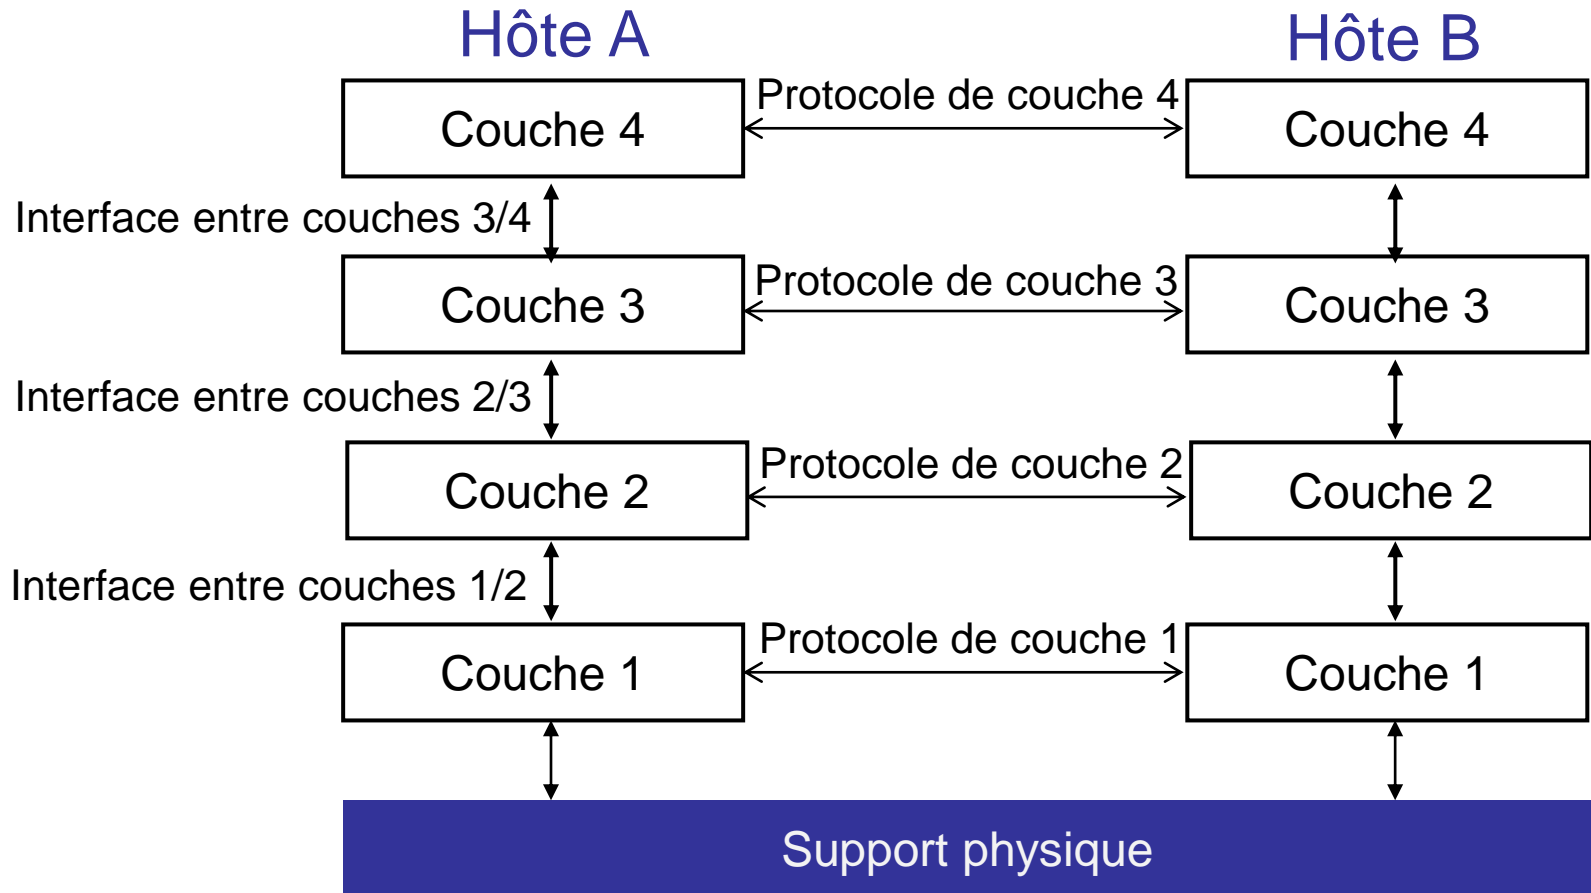 Hôte A
Hôte B
Couche 4
Protocole de couche 4
Couche 4
Interface entre couches 3/4
Couche 3
Protocole de couche 3
Couche 3
Interface entre couches 2/3
Couche 2
Protocole de couche 2
Couche 2
Interface entre couches 1/2
Couche 1
Protocole de couche 1
Couche 1
Support physique